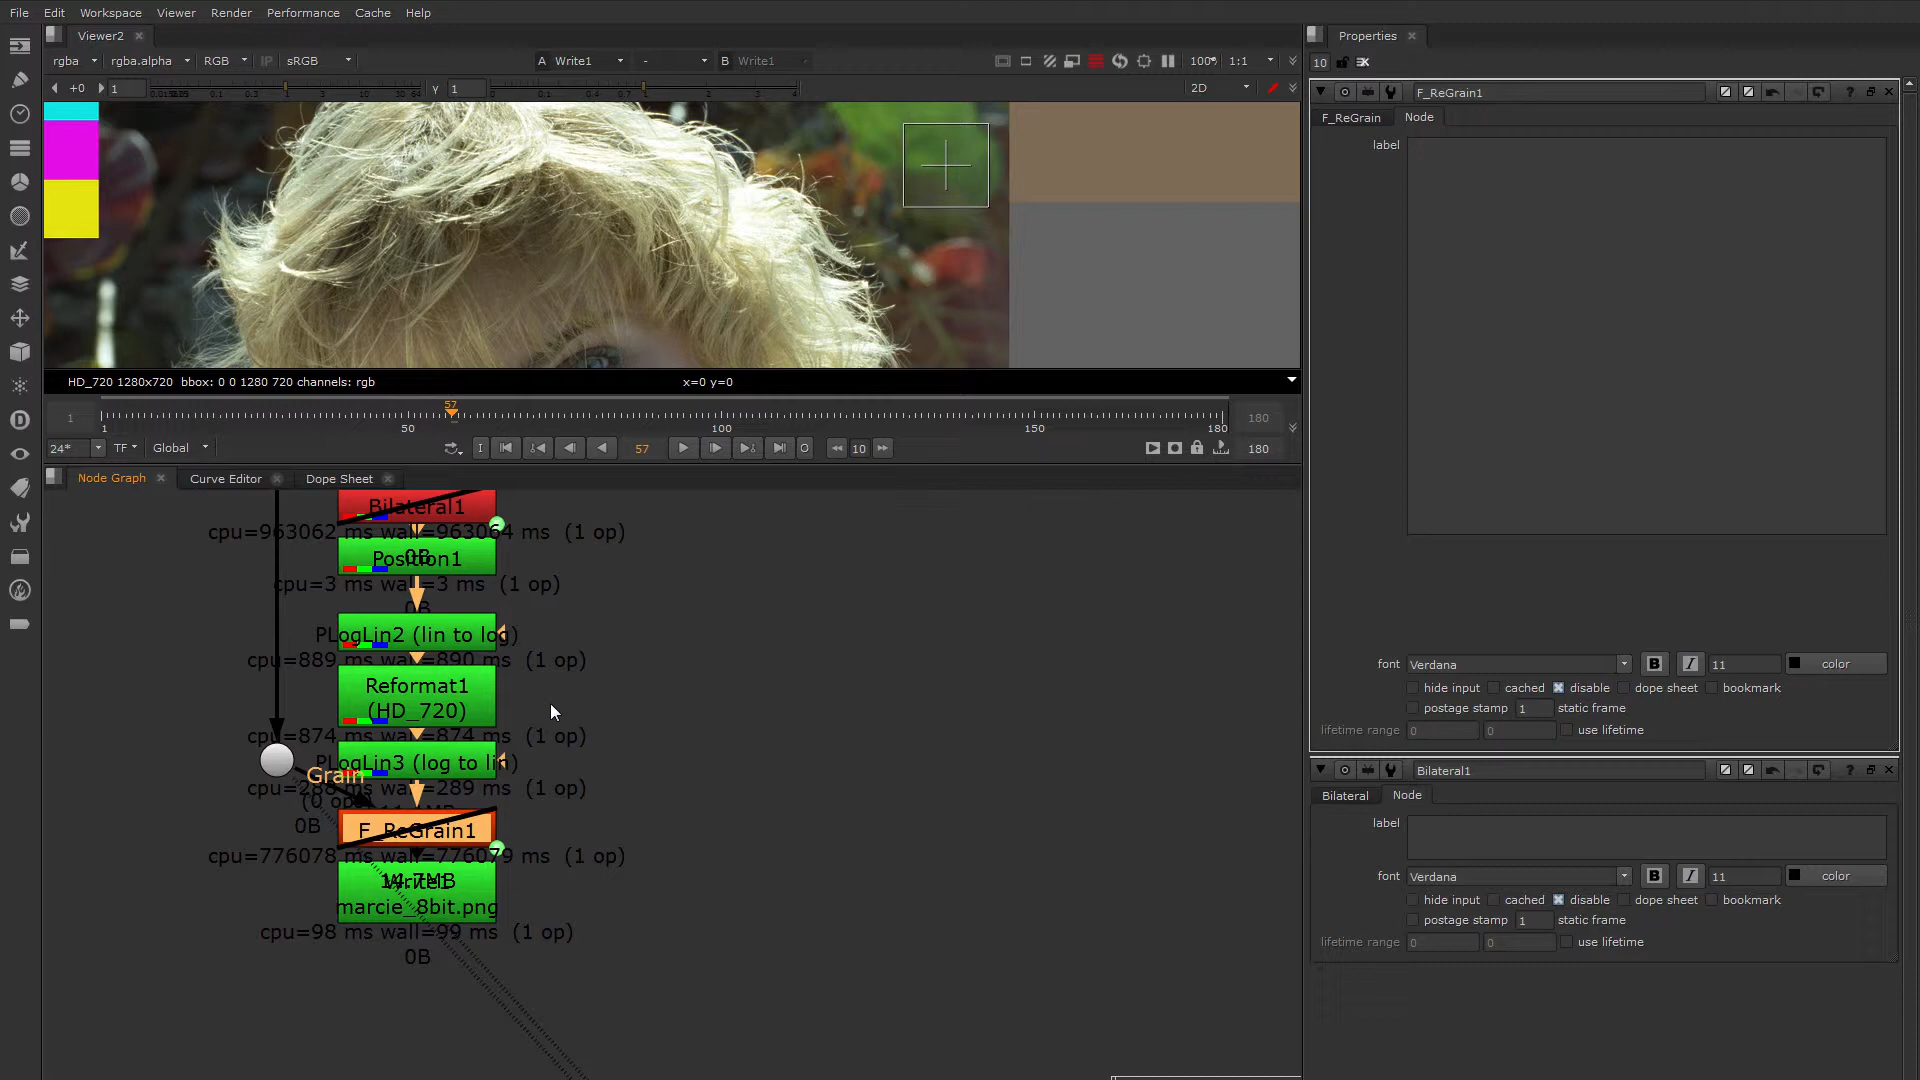 File Edit Workspace Viewer Render Performance Cache Help
Viewer2
rgba rgba.alpha RGB IP sRGB A Write1 - B Write1 1:1
+0 1 y 1 2D
HD_720 1280x720 bbox: 0 0 1280 720 channels: rgb x=0 y=0
57
1 180
1 50 100 150 180
24* TF Global I 57 O 10 180
Node Graph Curve Editor Dope Sheet
Bilateral1
cpu=963062 ms wall=963064 ms (1 op)
0B
Position1
cpu=3 ms wall=3 ms (1 op)
0B
PLogLin2 (lin to log)
cpu=889 ms wall=890 ms (1 op)
Reformat1
(HD_720)
cpu=874 ms wall=874 ms (1 op)
PLogLin3 (log to lin)
Grain
cpu=288 ms wall=289 ms (1 op)
(0 op)
0B
F_ReGrain1
cpu=776078 ms wall=776079 ms (1 op)
14.7MB
Write1
marcie_8bit.png
cpu=98 ms wall=99 ms (1 op)
0B
Properties
10
F_ReGrain1
F_ReGrain Node
label
font Verdana B I 11 color
hide input cached disable dope sheet bookmark
postage stamp 1 static frame
lifetime range 0 0 use lifetime
Bilateral1
Bilateral Node
label
font Verdana B I 11 color
hide input cached disable dope sheet bookmark
postage stamp 1 static frame
lifetime range 0 0 use lifetime